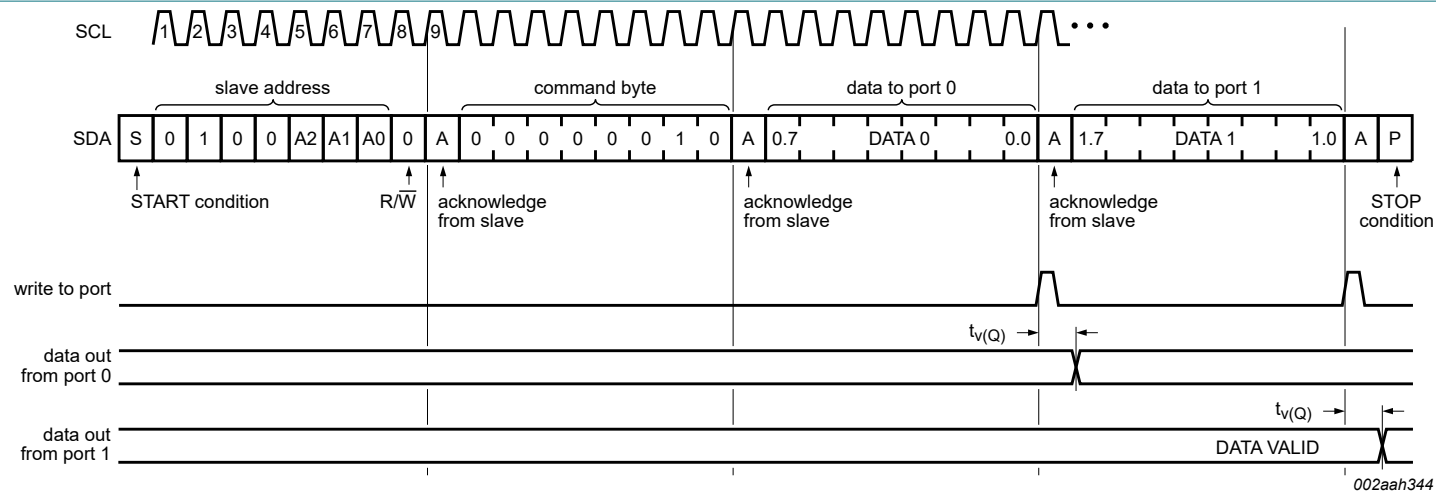 SCL 1 2 3 4 5 6 7 8 9 •••
slave address command byte data to port 0 data to port 1
SDA S 0 1 0 0 A2 A1 A0 0 A 0 0 0 0 0 0 1 0 A 0.7 DATA 0 0.0 A 1.7 DATA 1 1.0 A P
START condition R/W̅ acknowledge from slave acknowledge from slave acknowledge from slave STOP condition
write to port
tv(Q)
data out
from port 0
tv(Q)
data out
from port 1 DATA VALID
002aah344